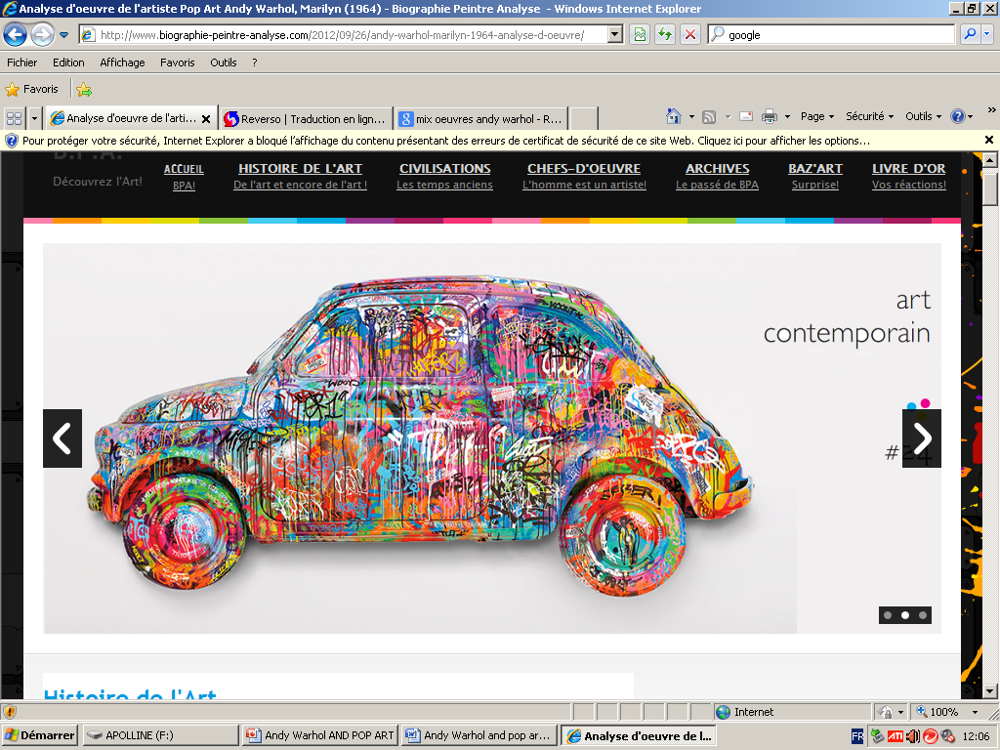 Analyse d'oeuvre de l'artiste Pop Art Andy Warhol, Marilyn (1964) - Biographie Peintre Analyse - Windows Internet Explorer
http://www.biographie-peintre-analyse.com/2012/09/26/andy-warhol-marilyn-1964-analyse-d-oeuvre/
google
Fichier Edition Affichage Favoris Outils ?
Favoris
Analyse d'oeuvre de l'arti... Reverso | Traduction en lign... mix oeuvres andy warhol - R... Page Sécurité Outils
Pour protéger votre sécurité, Internet Explorer a bloqué l'affichage du contenu présentant des erreurs de certificat de sécurité de ce site Web. Cliquez ici pour afficher les options...
B.P.A.
Découvrez l'Art!
ACCUEIL HISTOIRE DE L'ART CIVILISATIONS CHEFS-D'OEUVRE ARCHIVES BAZ'ART LIVRE D'OR
BPA! De l'art et encore de l'art ! Les temps anciens L'homme est un artiste! Le passé de BPA Surprise! Vos réactions!
art
contemporain
#24
Histoire de l'Art
Internet 100%
Démarrer APOLLINE (F:) Andy Warhol AND POP ART Andy Warhol and pop ar... Analyse d'oeuvre de l... FR ATI 12:06